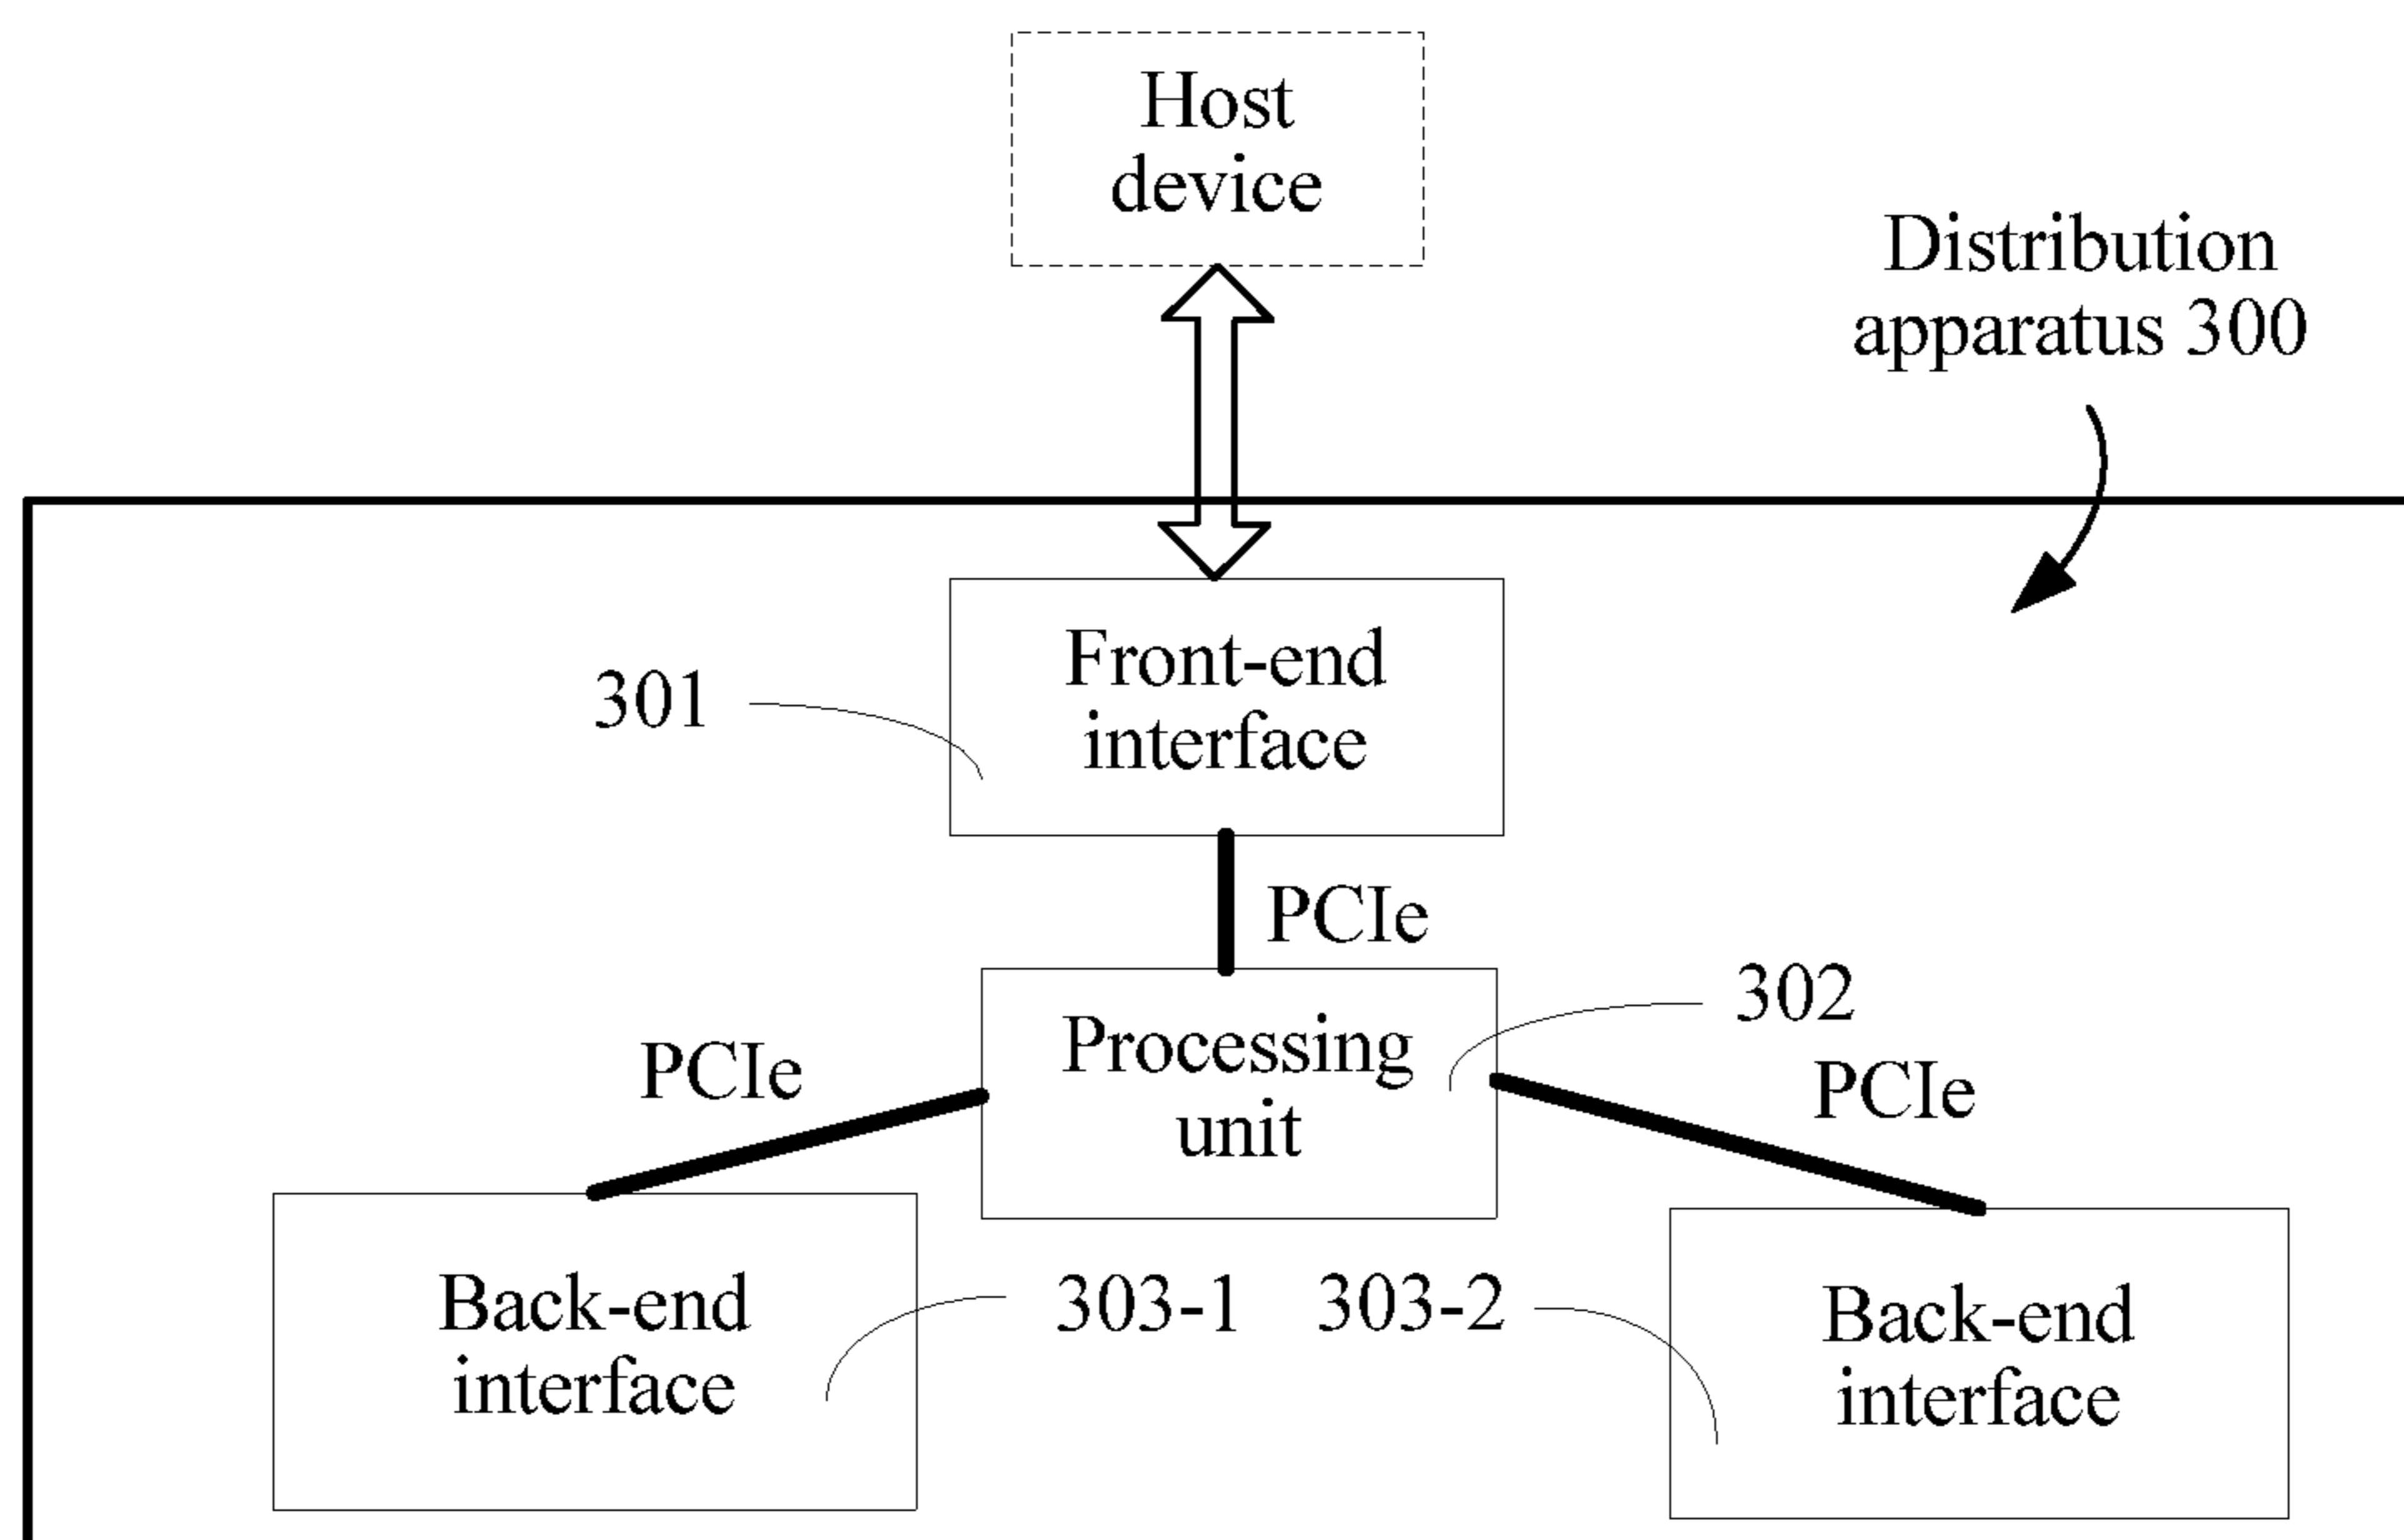 Host
device
Distribution
apparatus 300
Front-end
interface
301
PCIe
302
Processing
unit
PCIe
PCIe
Back-end
interface
303-1
303-2
Back-end
interface